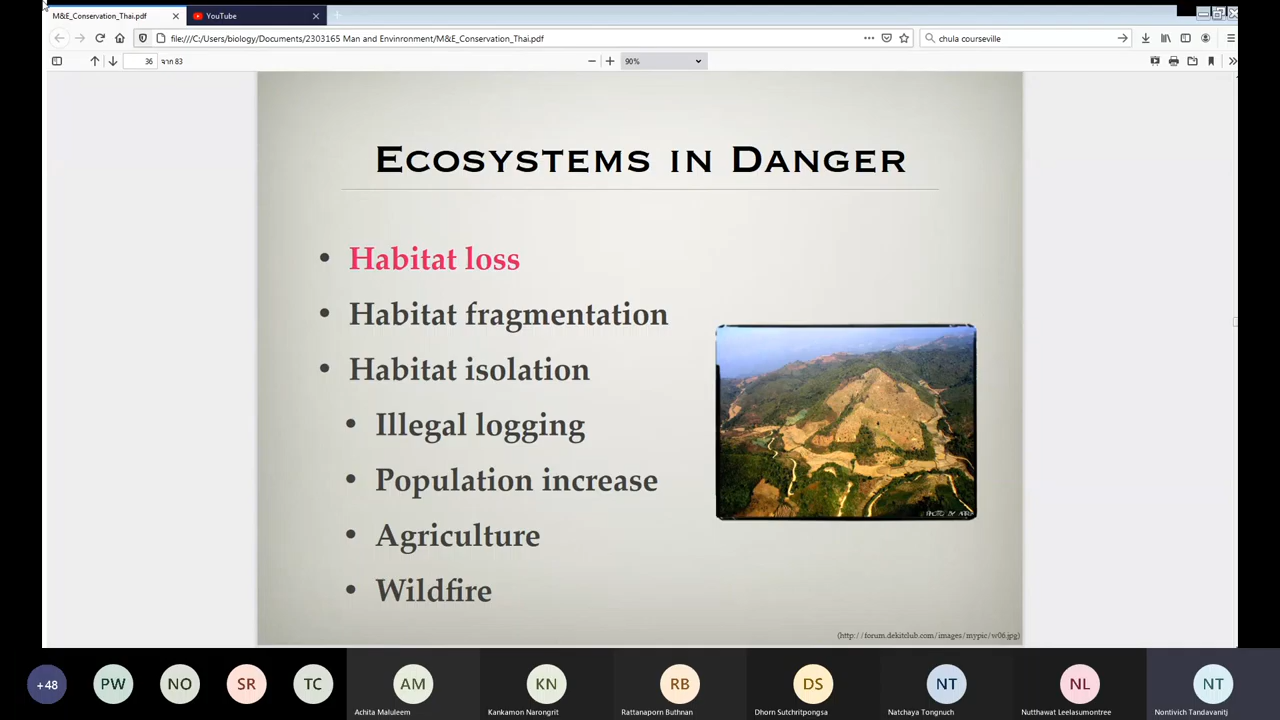 M&E_Conservation_Thai.pdf
YouTube
file:///C:/Users/biology/Documents/2303165 Man and Envinronment/M&E_Conservation_Thai.pdf
chula courseville
36 จาก 83
90%
Ecosystems in Danger
• Habitat loss
• Habitat fragmentation
• Habitat isolation
• Illegal logging
• Population increase
• Agriculture
• Wildfire
(http://forum.dekitclub.com/images/mypic/w06.jpg)
+48
PW
NO
SR
TC
AM
KN
RB
DS
NT
NL
NT
Achita Maluleem
Kankamon Narongrit
Rattanaporn Buthnan
Dhorn Sutchritpongsa
Natchaya Tongnuch
Nutthawat Leelasumontree
Nontivich Tandavanitj